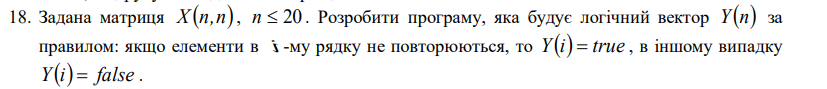 18. Задана матриця X(n,n), n ≤ 20. Розробити програму, яка будує логічний вектор Y(n) за
правилом: якщо елементи в i-му рядку не повторюються, то Y(i)= true, в іншому випадку
Y(i)= false.